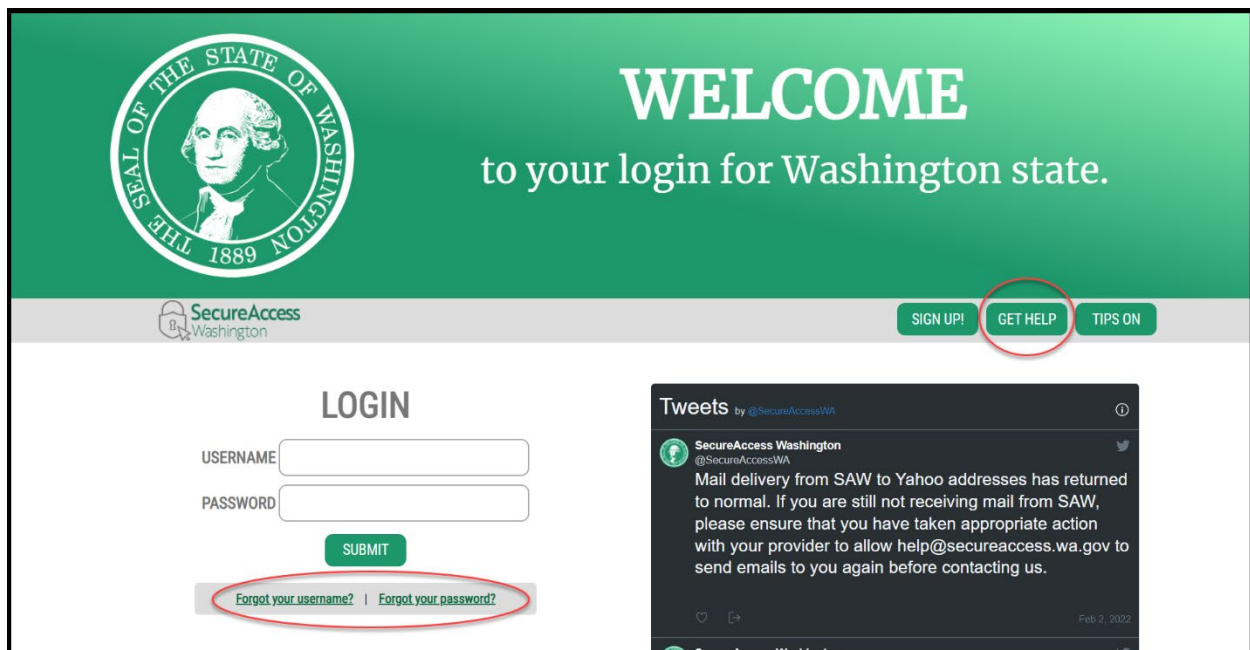 THE SEAL OF THE STATE OF WASHINGTON
1889
WELCOME
to your login for Washington state.
SecureAccess
Washington
SIGN UP!
GET HELP
TIPS ON
LOGIN
USERNAME
PASSWORD
SUBMIT
Forgot your username? | Forgot your password?
Tweets by @SecureAccessWA
SecureAccess Washington
@SecureAccessWA
Mail delivery from SAW to Yahoo addresses has returned
to normal. If you are still not receiving mail from SAW,
please ensure that you have taken appropriate action
with your provider to allow help@secureaccess.wa.gov to
send emails to you again before contacting us.
Feb 2, 2022